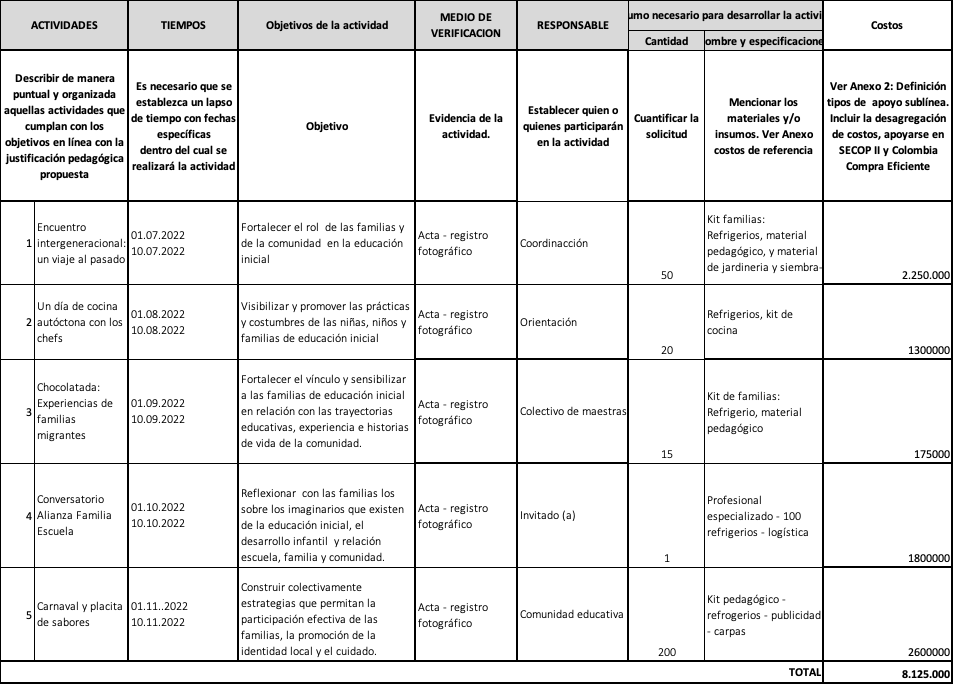 ACTIVIDADES
TIEMPOS
Objetivos de la actividad
MEDIO DE
VERIFICACION
RESPONSABLE
umo necesario para desarrollar la activi
Cantidad
ombre y especificacione
Costos
Describir de manera
puntual y organizada
aquellas actividades que
cumplan con los
objetivos en línea con la
justificación pedagógica
propuesta
Es necesario que se
establezca un lapso
de tiempo con fechas
específicas
dentro del cual se
realizará la actividad
Objetivo
Evidencia de la
actividad.
Establecer quien o
quienes participarán
en la actividad
Cuantificar la
solicitud
Mencionar los
materiales y/o
insumos. Ver Anexo
costos de referencia
Ver Anexo 2: Definición
tipos de apoyo sublínea.
Incluir la desagregación
de costos, apoyarse en
SECOP II y Colombia
Compra Eficiente
1
Encuentro
intergeneracional:
un viaje al pasado
01.07.2022
10.07.2022
Fortalecer el rol de las familias y
de la comunidad en la educación
inicial
Acta - registro
fotográfico
Coordinacción
50
Kit familias:
Refrigerios, material
pedagógico, y material
de jardineria y siembra-
2.250.000
2
Un día de cocina
autóctona con los
chefs
01.08.2022
10.08.2022
Visibilizar y promover las prácticas
y costumbres de las niñas, niños y
familias de educación inicial
Acta - registro
fotográfico
Orientación
20
Refrigerios, kit de
cocina
1300000
3
Chocolatada:
Experiencias de
familias
migrantes
01.09.2022
10.09.2022
Fortalecer el vínculo y sensibilizar
a las familias de educación inicial
en relación con las trayectorias
educativas, experiencia e historias
de vida de la comunidad.
Acta - registro
fotográfico
Colectivo de maestras
15
Kit de familias:
Refrigerio, material
pedagógico
175000
4
Conversatorio
Alianza Familia
Escuela
01.10.2022
10.10.2022
Reflexionar con las familias los
sobre los imaginarios que existen
de la educación inicial, el
desarrollo infantil y relación
escuela, familia y comunidad.
Acta - registro
fotográfico
Invitado (a)
1
Profesional
especializado - 100
refrigerios - logística
1800000
5
Carnaval y placita
de sabores
01.11..2022
10.11.2022
Construir colectivamente
estrategias que permitan la
participación efectiva de las
familias, la promoción de la
identidad local y el cuidado.
Acta - registro
fotográfico
Comunidad educativa
200
Kit pedagógico -
refrogerios - publicidad
- carpas
2600000
TOTAL
8.125.000